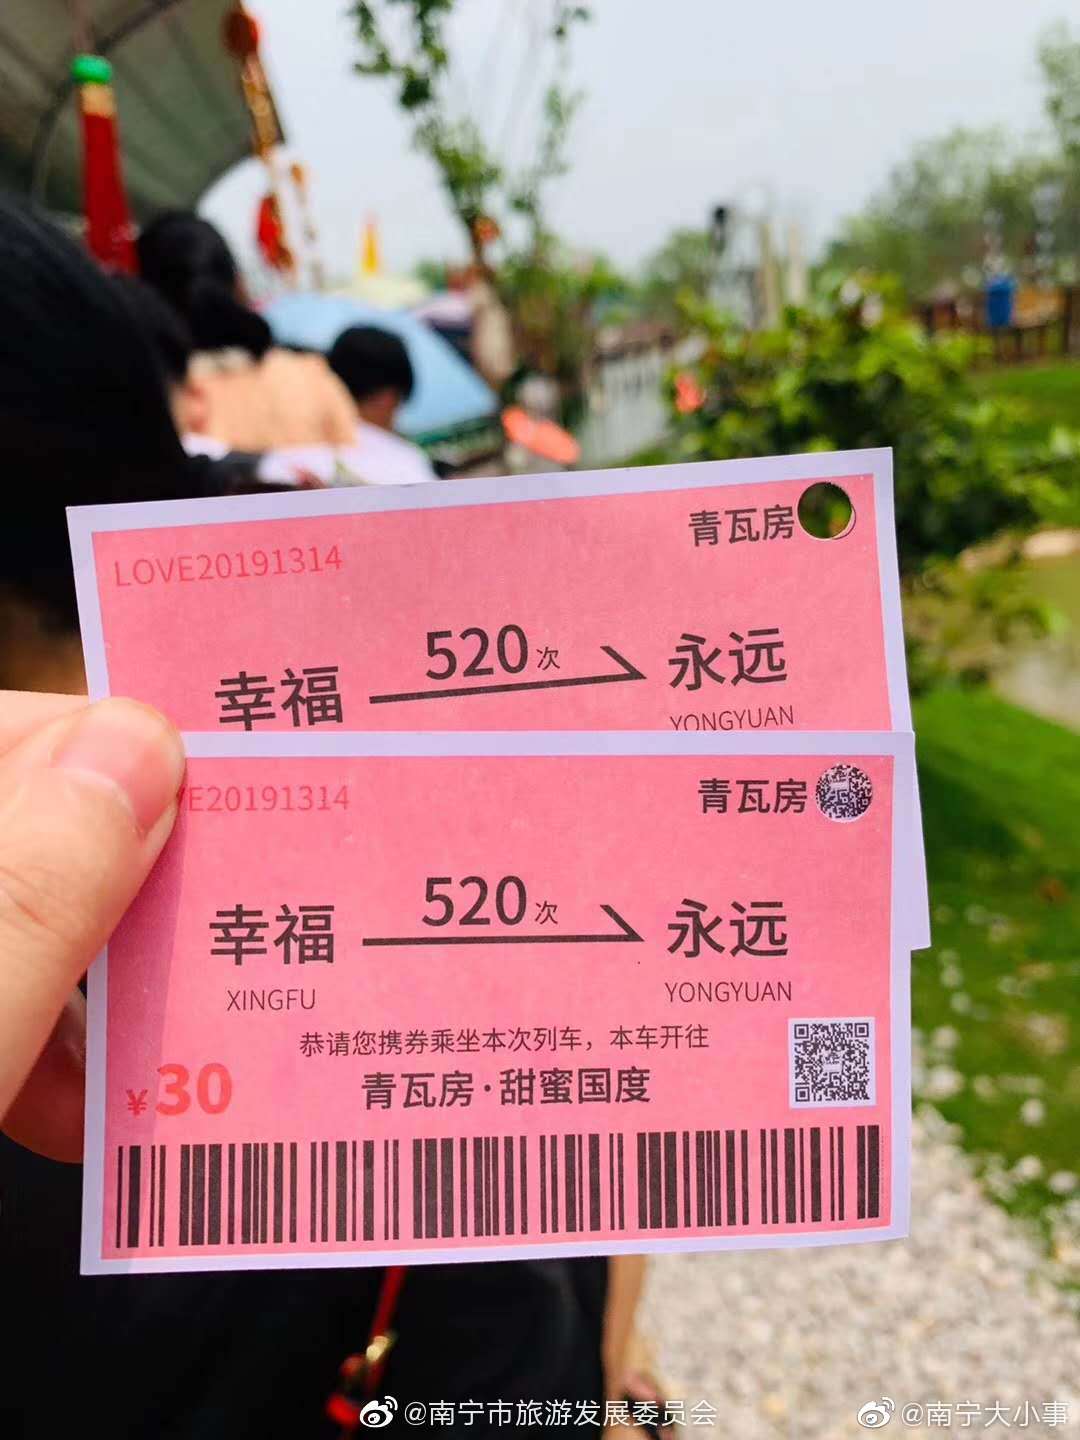 青瓦房
LOVE20191314
520次
幸福 永远
YONGYUAN
VE20191314
青瓦房
520次
幸福 永远
XINGFU YONGYUAN
恭请您携券乘坐本次列车，本车开往
¥30
青瓦房·甜蜜国度
@南宁市旅游发展委员会
@南宁大小事